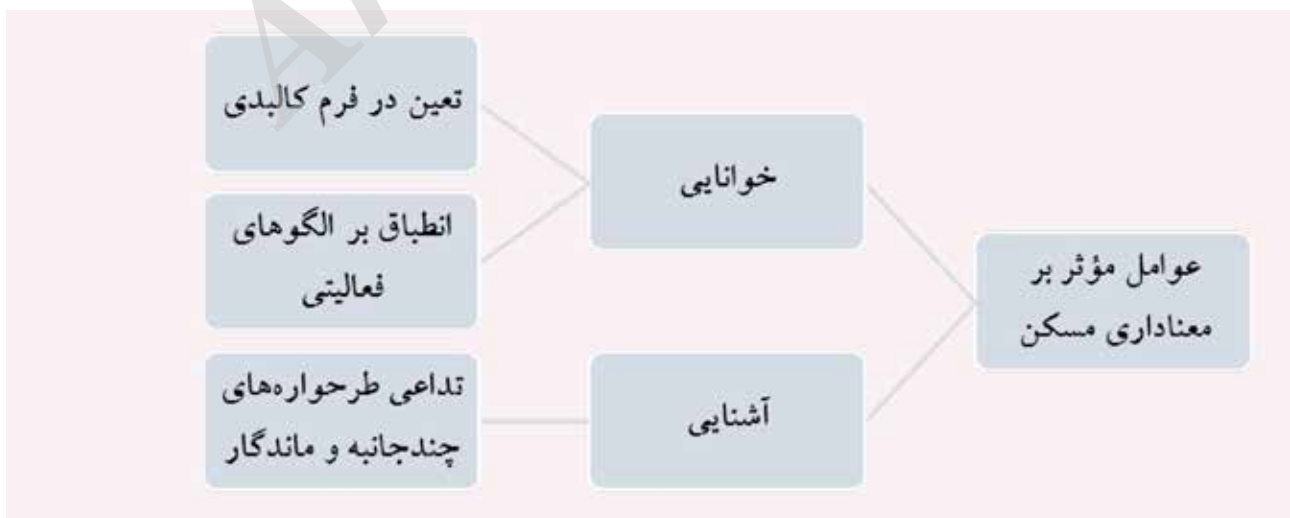 عوامل مؤثر بر
معناداری مسکن
خوانایی
تعین در فرم کالبدی
انطباق بر الگوهای
فعالیتی
آشنایی
تداعی طرحواره‌های
چندجانبه و ماندگار